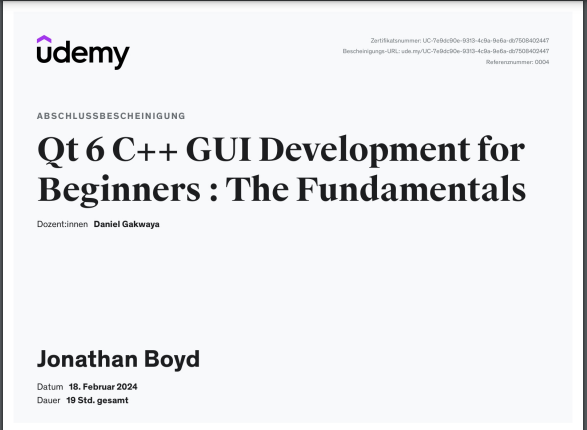 udemy
Zertifikatsnummer: UC-7e9dc90e-9313-4c9a-9e6a-db7508402447
Bescheinigungs-URL: ude.my/UC-7e9dc90e-9313-4c9a-9e6a-db7508402447
Referenznummer: 0004
ABSCHLUSSBESCHEINIGUNG
Qt 6 C++ GUI Development for
Beginners : The Fundamentals
Dozent:innen Daniel Gakwaya
Jonathan Boyd
Datum 18. Februar 2024
Dauer 19 Std. gesamt